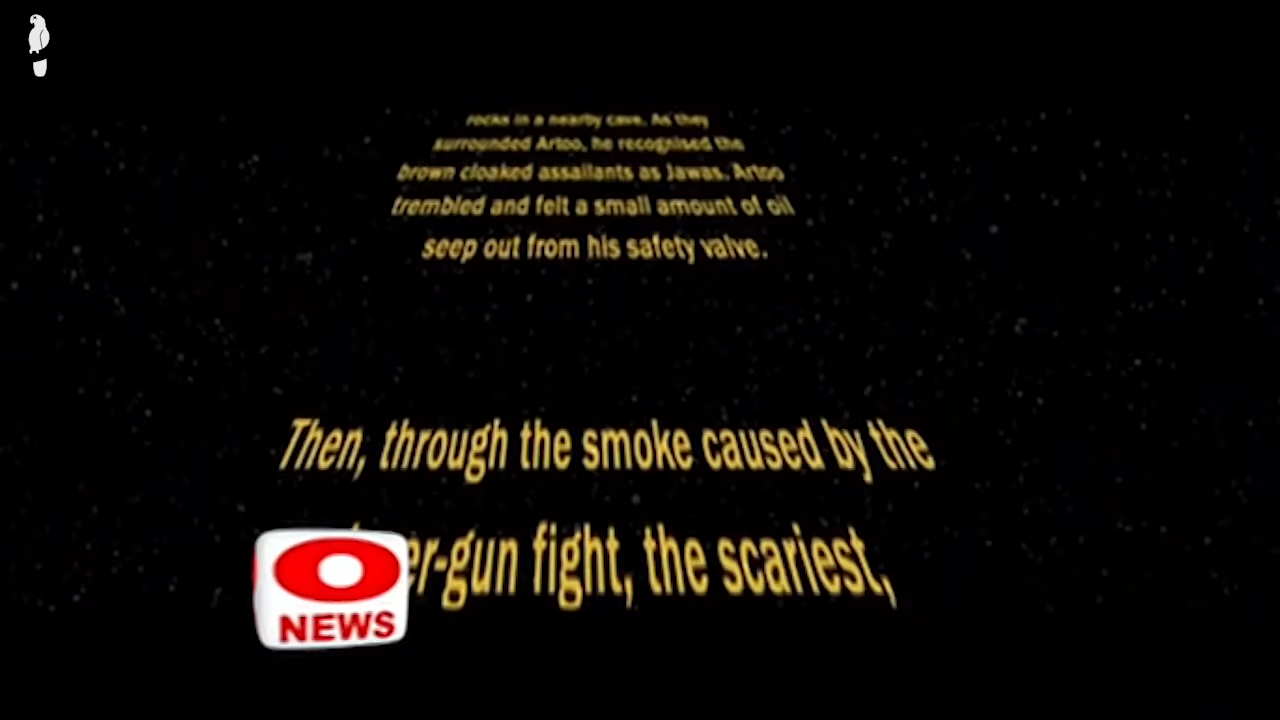 rocks in a nearby cave. As they
surrounded Artoo, he recognised the
brown cloaked assailants as Jawas. Artoo
trembled and felt a small amount of oil
seep out from his safety valve.
Then, through the smoke caused by the
er-gun fight, the scariest,
NEWS